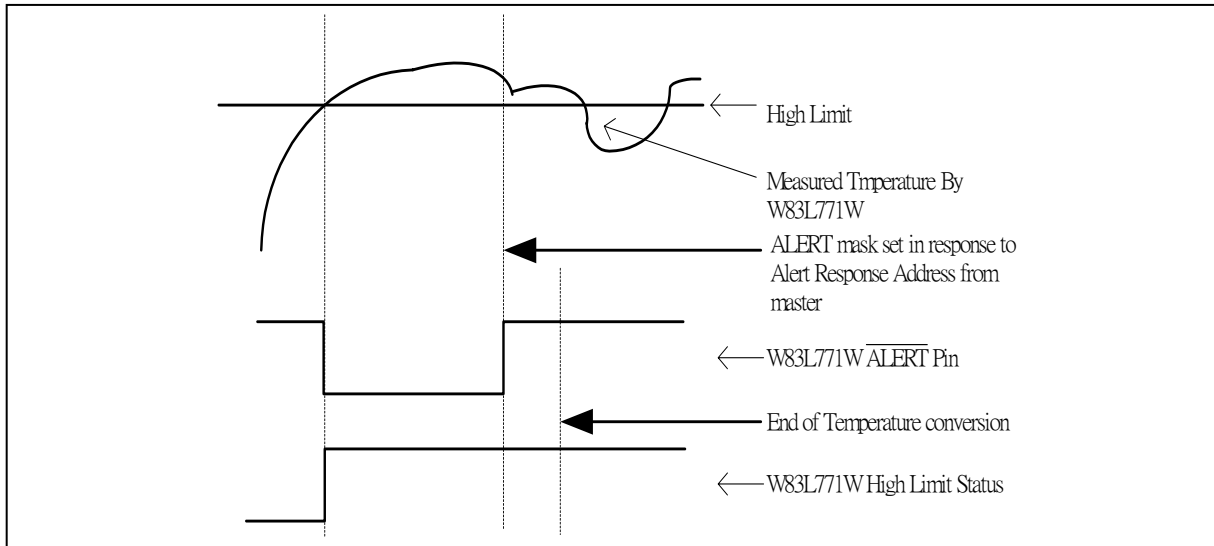 High Limit
Measured Tmperature By
W83L771W
ALERT mask set in response to
Alert Response Address from
master
W83L771W ALERT Pin
End of Temperature conversion
W83L771W High Limit Status